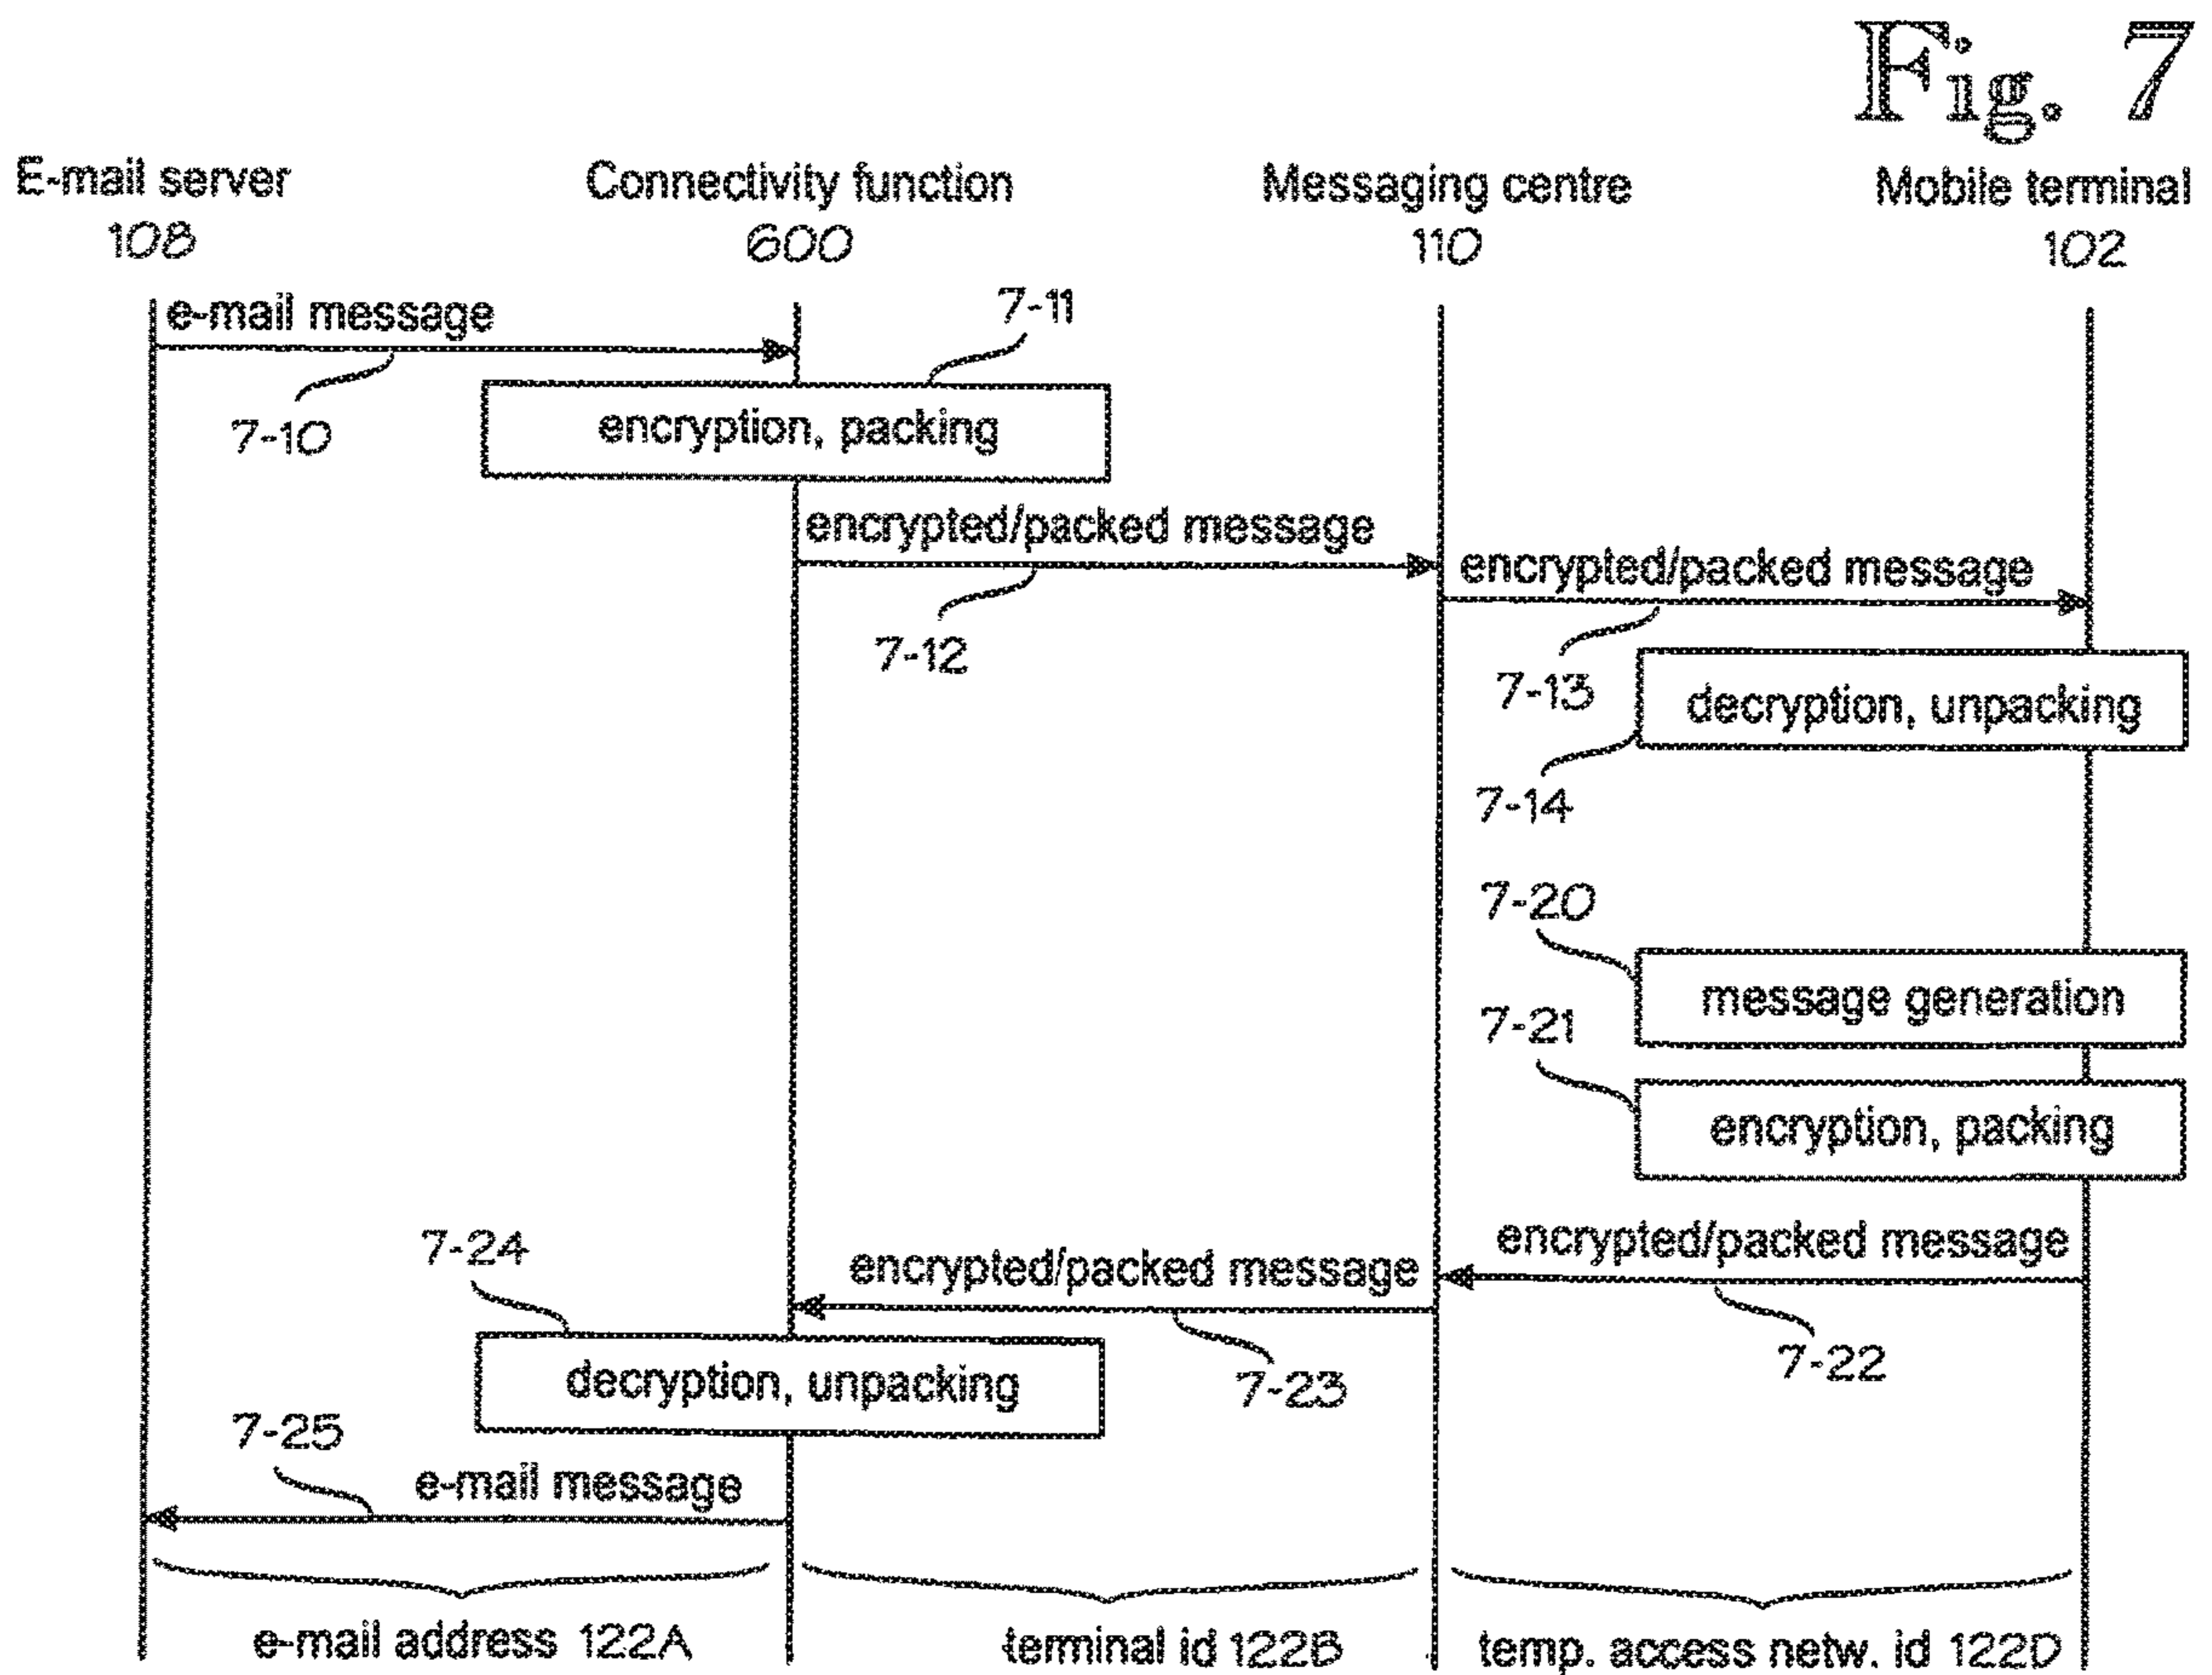 Fig. 7
E-mail server
108
Connectivity function
600
Messaging centre
110
Mobile terminal
102
e-mail message
7-10
7-11
encryption, packing
encrypted/packed message
7-12
encrypted/packed message
7-13
decryption, unpacking
7-14
7-20
message generation
7-21
encryption, packing
encrypted/packed message
7-22
encrypted/packed message
7-23
7-24
decryption, unpacking
7-25
e-mail message
e-mail address 122A
terminal id 122B
temp. access netw. id 122D